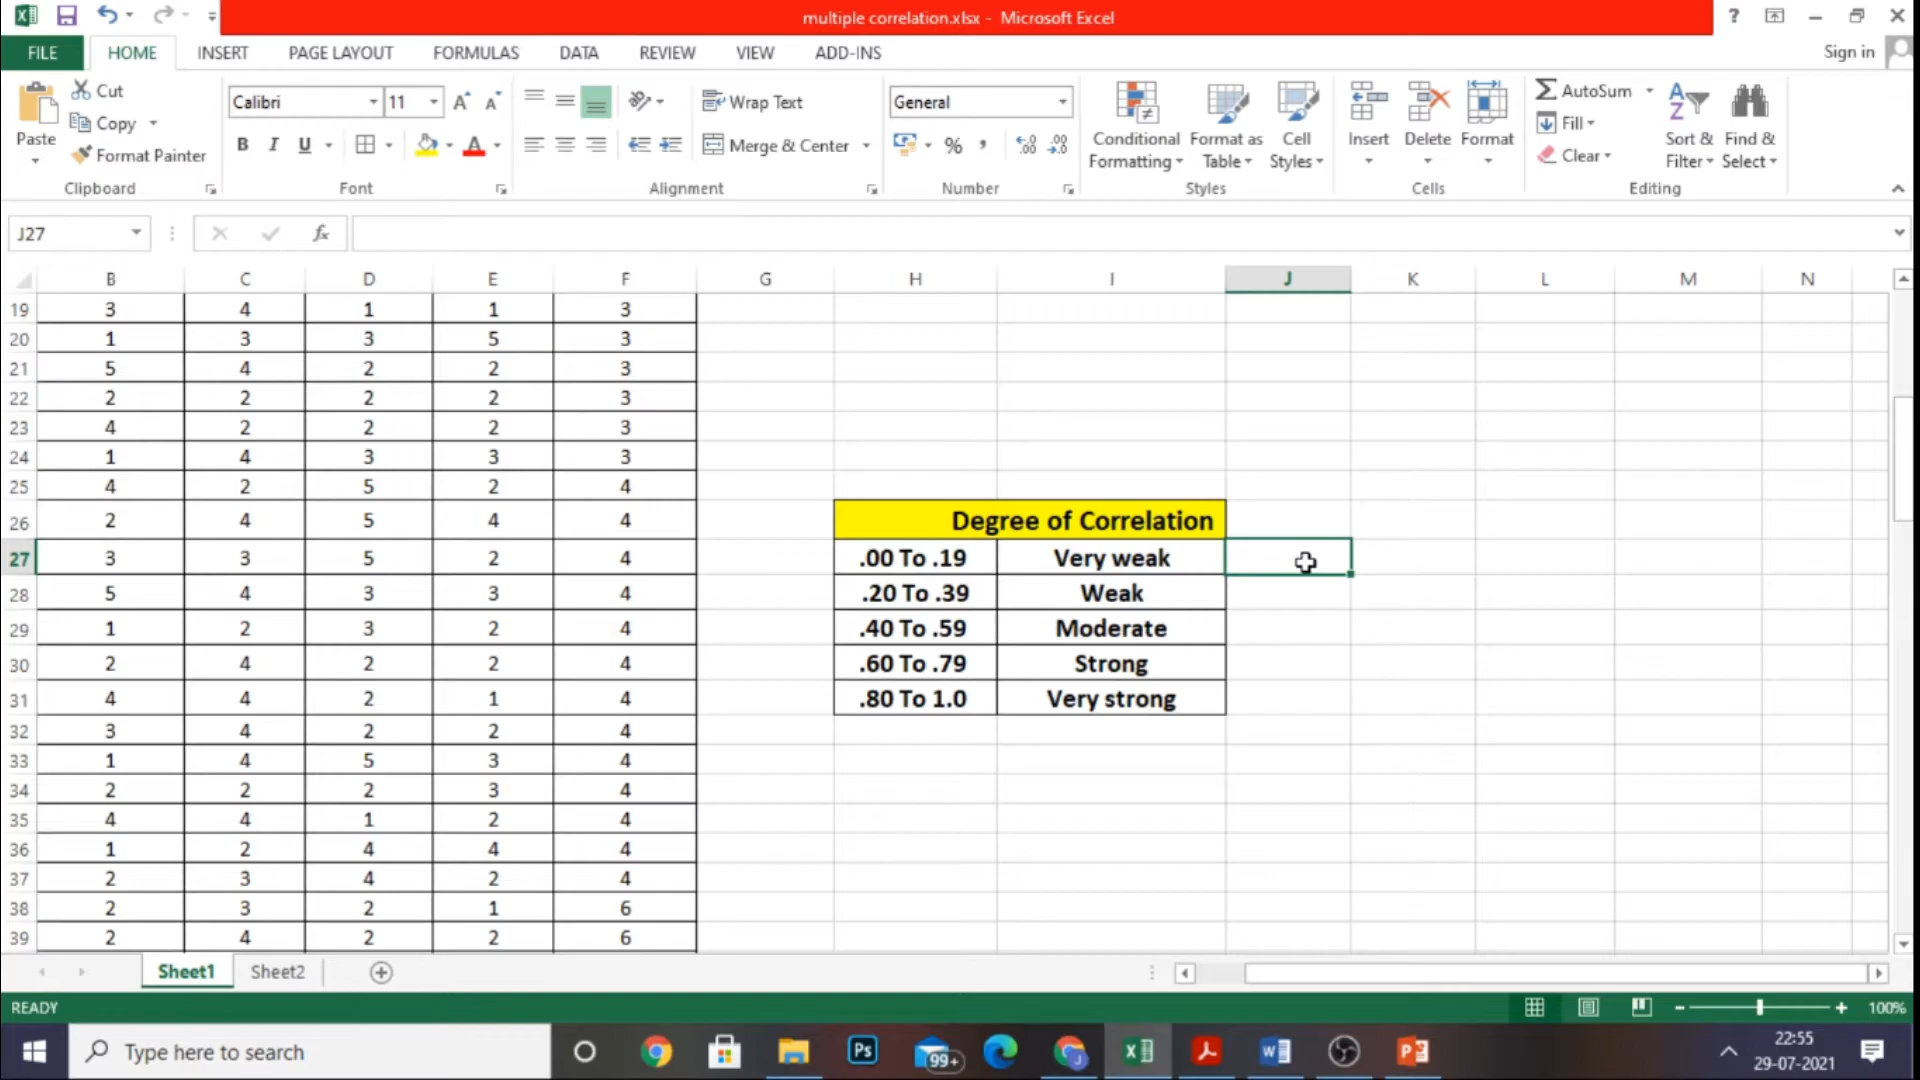 multiple correlation.xlsx - Microsoft Excel
?
FILE HOME INSERT PAGE LAYOUT FORMULAS DATA REVIEW VIEW ADD-INS Sign in
Cut
Copy
Format Painter
Paste
Clipboard
Calibri 11
B I U
Font
Wrap Text
Merge & Center
Alignment
General
%
Number
Conditional Formatting
Format as Table
Cell Styles
Styles
Insert Delete Format
Cells
AutoSum
Fill
Clear
Sort & Filter
Find & Select
Editing
J27
fx
B C D E F G H I J K L M N
19 3 4 1 1 3
20 1 3 3 5 3
21 5 4 2 2 3
22 2 2 2 2 3
23 4 2 2 2 3
24 1 4 3 3 3
25 4 2 5 2 4
26 2 4 5 4 4 Degree of Correlation
27 3 3 5 2 4 .00 To .19 Very weak
28 5 4 3 3 4 .20 To .39 Weak
29 1 2 3 2 4 .40 To .59 Moderate
30 2 4 2 2 4 .60 To .79 Strong
31 4 4 2 1 4 .80 To 1.0 Very strong
32 3 4 2 2 4
33 1 4 5 3 4
34 2 2 2 3 4
35 4 4 1 2 4
36 1 2 4 4 4
37 2 3 4 2 4
38 2 3 2 1 6
39 2 4 2 2 6
Sheet1 Sheet2
READY 100%
Type here to search
Ps
99+
22:55
29-07-2021